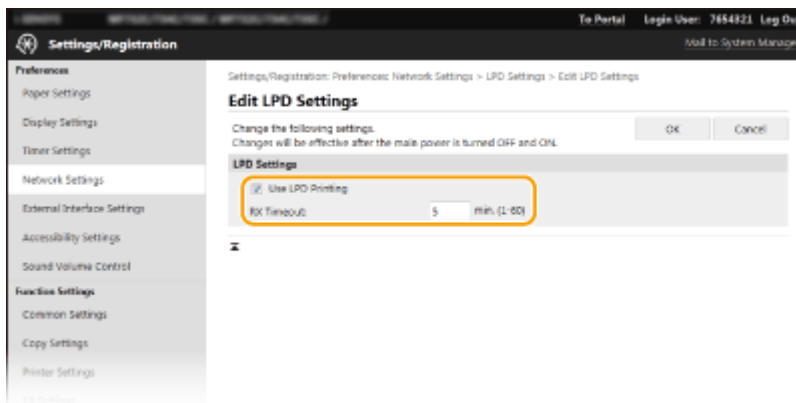 To Portal Login User: 7654321 Log Ou
Settings/Registration
Mail to System Manage
Preferences
Paper Settings
Display Settings
Timer Settings
Network Settings
External Interface Settings
Accessibility Settings
Sound Volume Control
Function Settings
Common Settings
Copy Settings
Printer Settings
Settings/Registration: Preferences: Network Settings > LPD Settings > Edit LPD Settings
Edit LPD Settings
Change the following settings.
Changes will be effective after the main power is turned OFF and ON.
OK Cancel
LPD Settings
Use LPD Printing
RX Timeout: 5 min. (1-60)